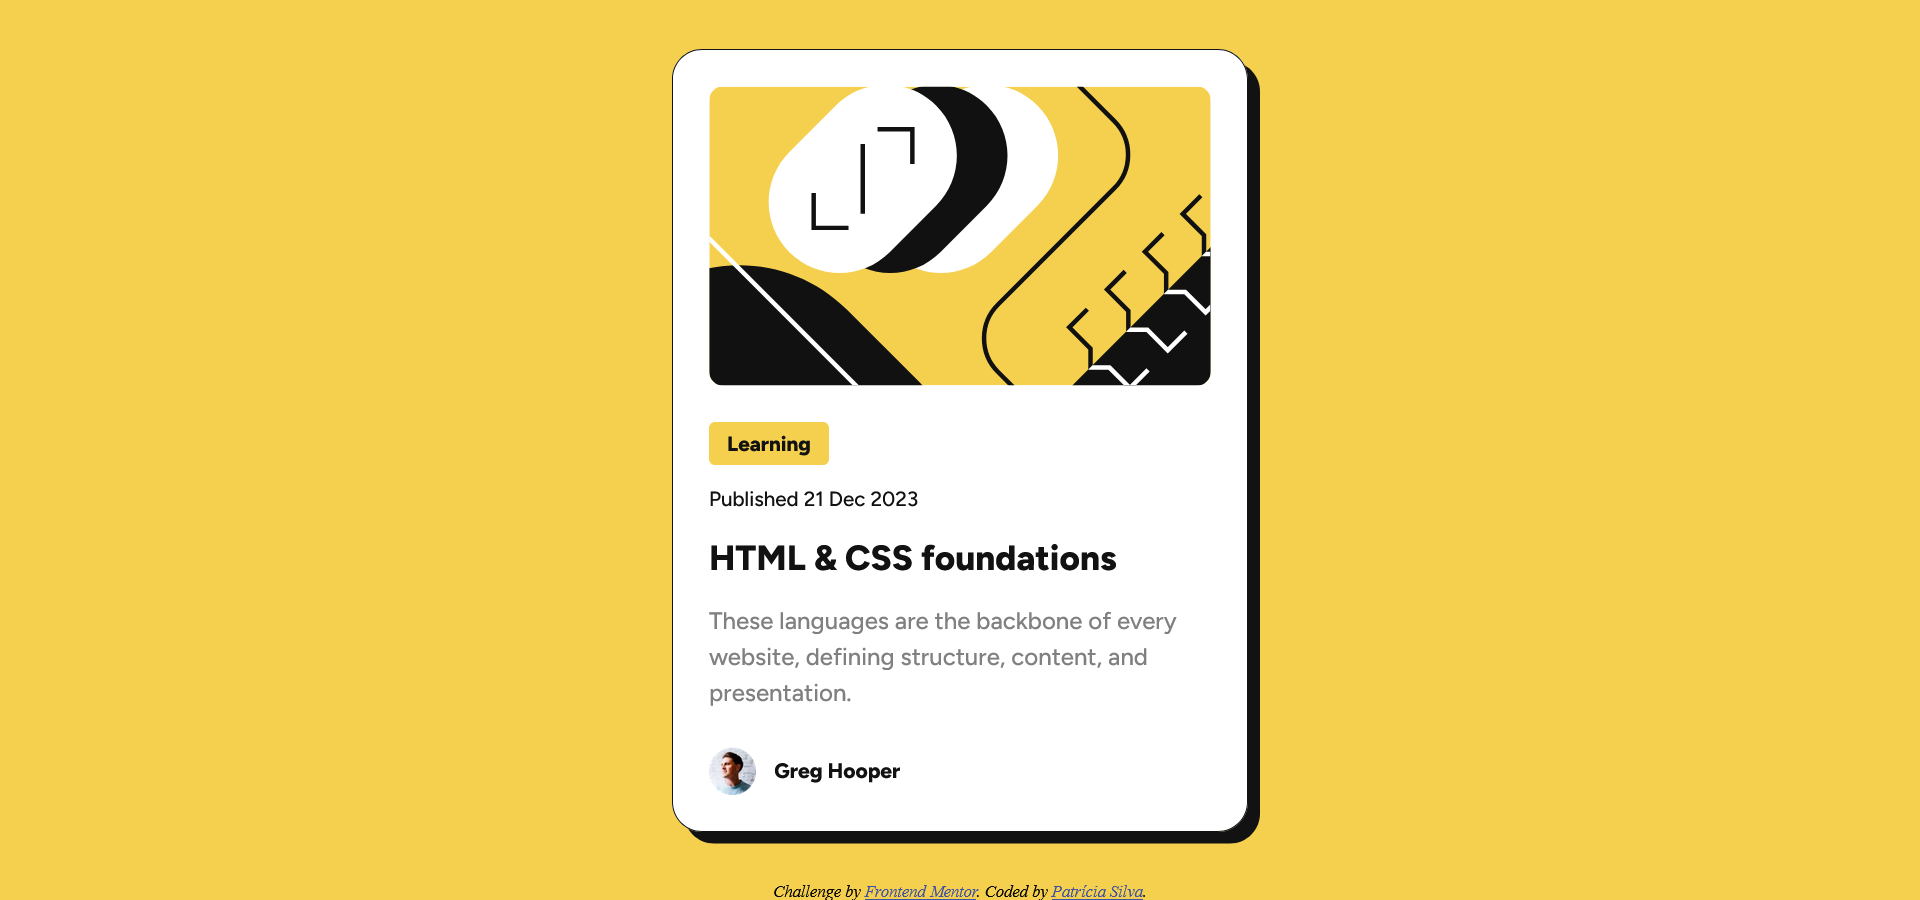 Learning
Published 21 Dec 2023
HTML & CSS foundations
These languages are the backbone of every
website, defining structure, content, and
presentation.
Greg Hooper
Challenge by Frontend Mentor. Coded by Patrícia Silva.